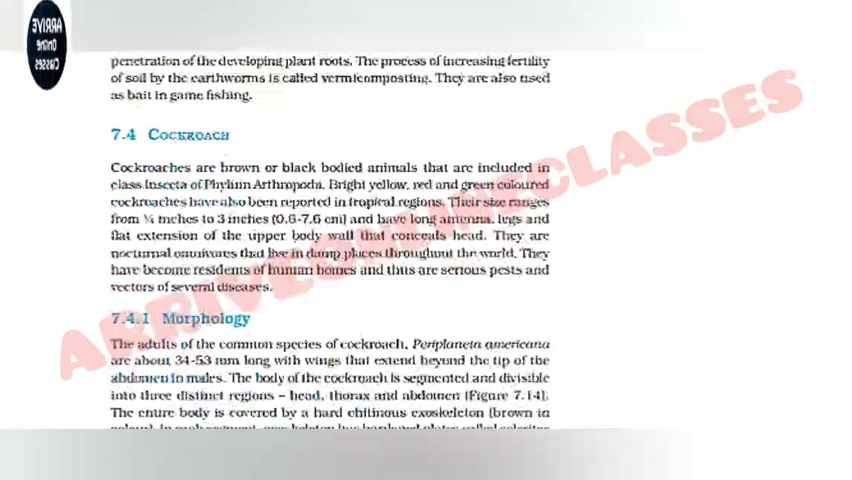 ARRIVE
Online
Classes
penetration of the developing plant roots. The process of increasing fertility
of soil by the earthworms is called vermicomposting. They are also used
as bait in game fishing.
7.4 COCKROACH
Cockroaches are brown or black bodied animals that are included in
class Insecta of Phylum Arthropoda. Bright yellow, red and green coloured
cockroaches have also been reported in tropical regions. Their size ranges
from ¼ inches to 3 inches (0.6-7.6 cm) and have long antenna, legs and
flat extension of the upper body wall that conceals head. They are
nocturnal omnivores that live in damp places throughout the world. They
have become residents of human homes and thus are serious pests and
vectors of several diseases.
7.4.1 Morphology
The adults of the common species of cockroach, Periplaneta americana
are about 34-53 mm long with wings that extend beyond the tip of the
abdomen in males. The body of the cockroach is segmented and divisible
into three distinct regions – head, thorax and abdomen (Figure 7.14).
The entire body is covered by a hard chitinous exoskeleton (brown in
ARRIVEONLINECLASSES